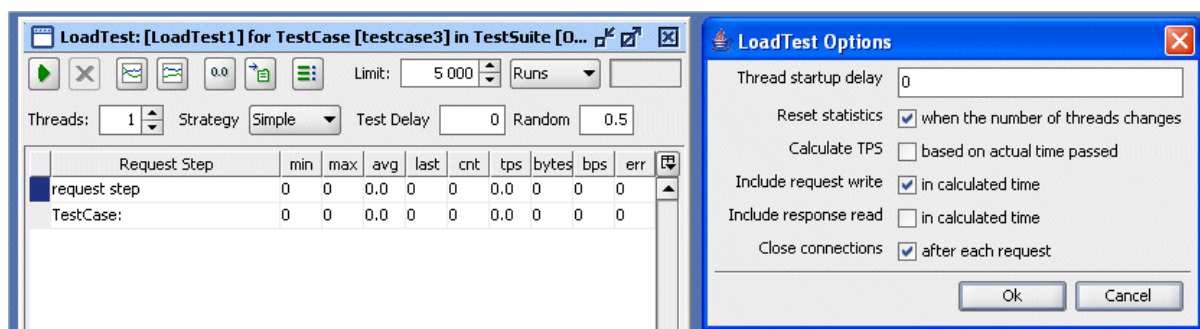 LoadTest: [LoadTest1] for TestCase [testcase3] in TestSuite [O...
0.0 Limit: 5 000 Runs
Threads: 1 Strategy Simple Test Delay 0 Random 0.5
Request Step min max avg last cnt tps bytes bps err
request step 0 0 0.0 0 0 0.0 0 0 0
TestCase: 0 0 0.0 0 0 0.0 0 0 0
LoadTest Options
Thread startup delay 0
Reset statistics when the number of threads changes
Calculate TPS based on actual time passed
Include request write in calculated time
Include response read in calculated time
Close connections after each request
Ok Cancel